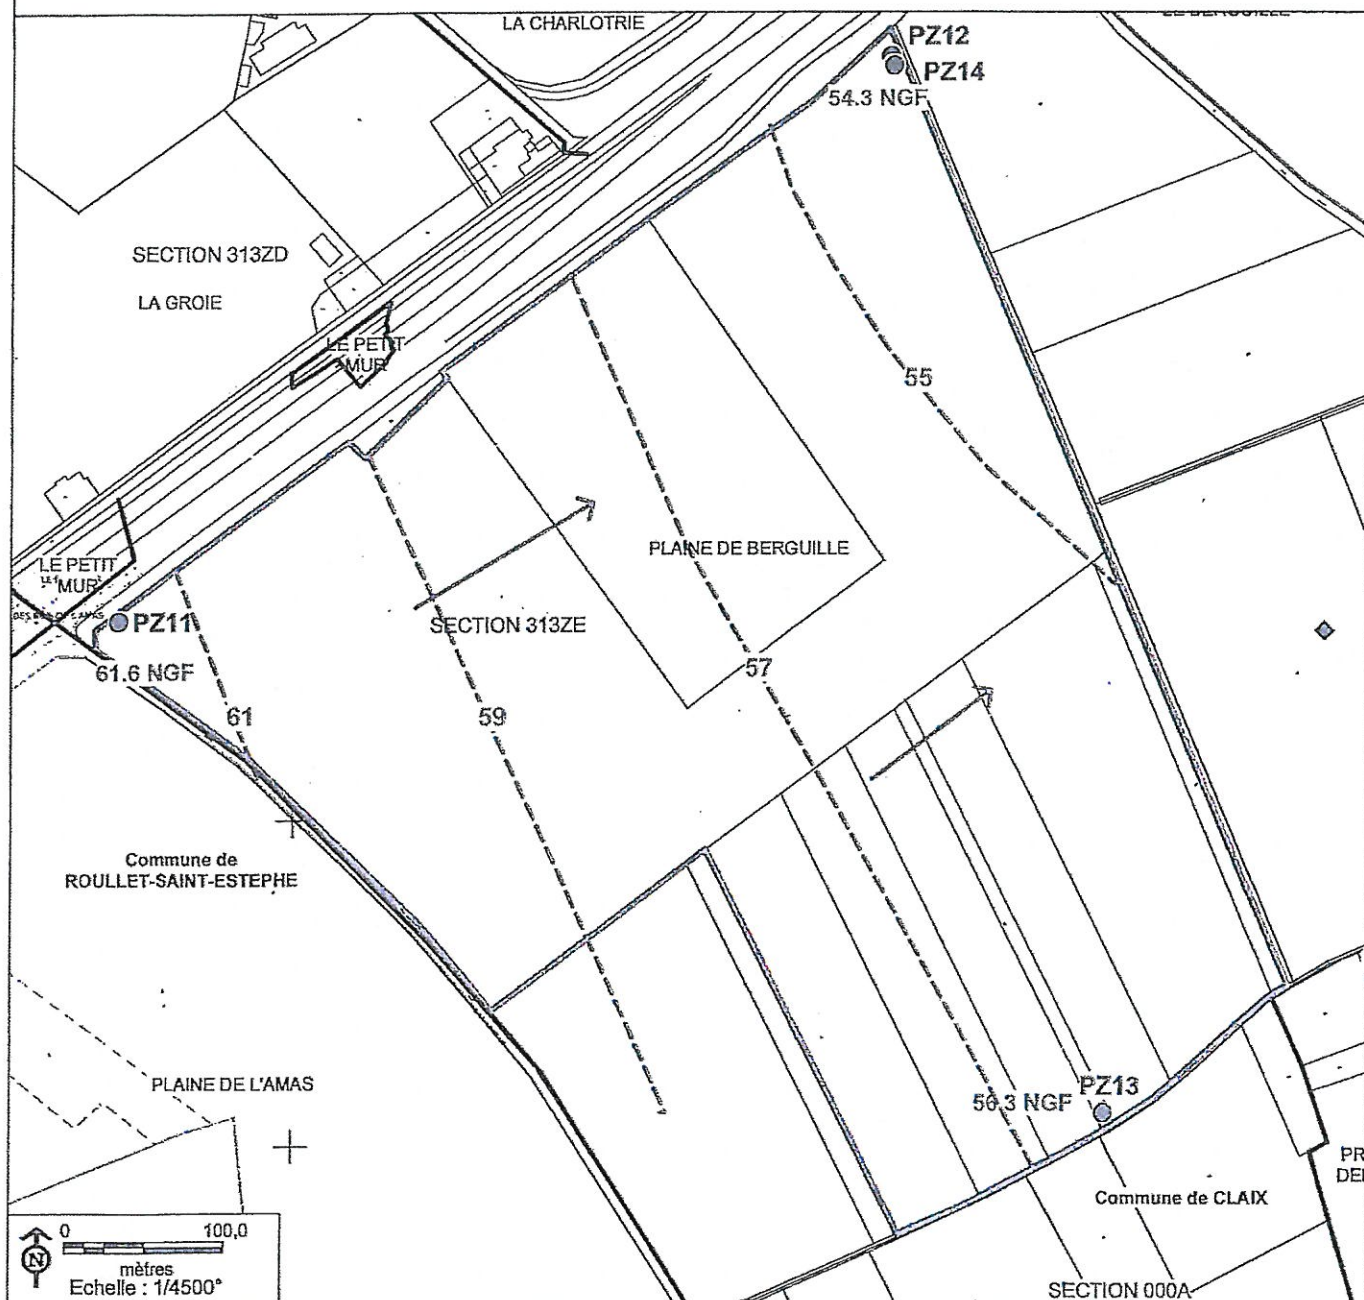 LA CHARLOTRIE
PZ12
PZ14
54.3 NGF
SECTION 313ZD
LA GROIE
LE PETIT
MUR
55
PLAINE DE BERGUILLE
LE PETIT
MUR
PZ11
SECTION 313ZE
61.6 NGF
57
61
59
Commune de
ROULLET-SAINT-ESTEPHE
PLAINE DE L'AMAS
PZ13
56.3 NGF
Commune de CLAIX
0 100,0
mètres
Echelle : 1/4500°
N
SECTION 000A